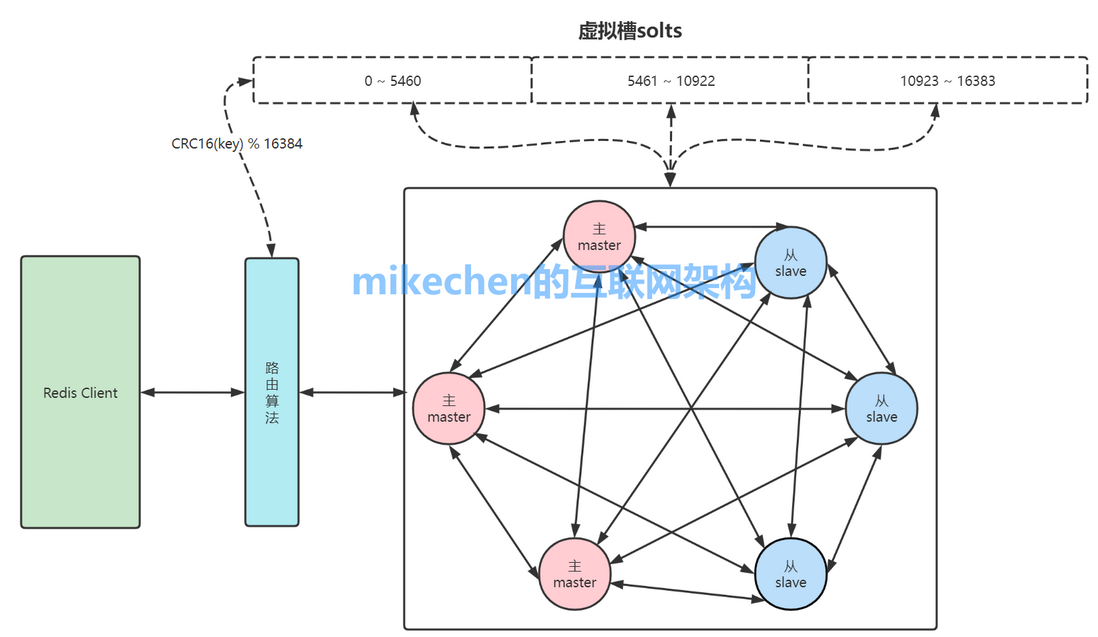 虚拟槽solts
0 ~ 5460
5461 ~ 10922
10923 ~ 16383
CRC16(key) % 16384
主
master
从
slave
mikechen的互联网架构
Redis Client
路
由
算
法
主
master
从
slave
主
master
从
slave